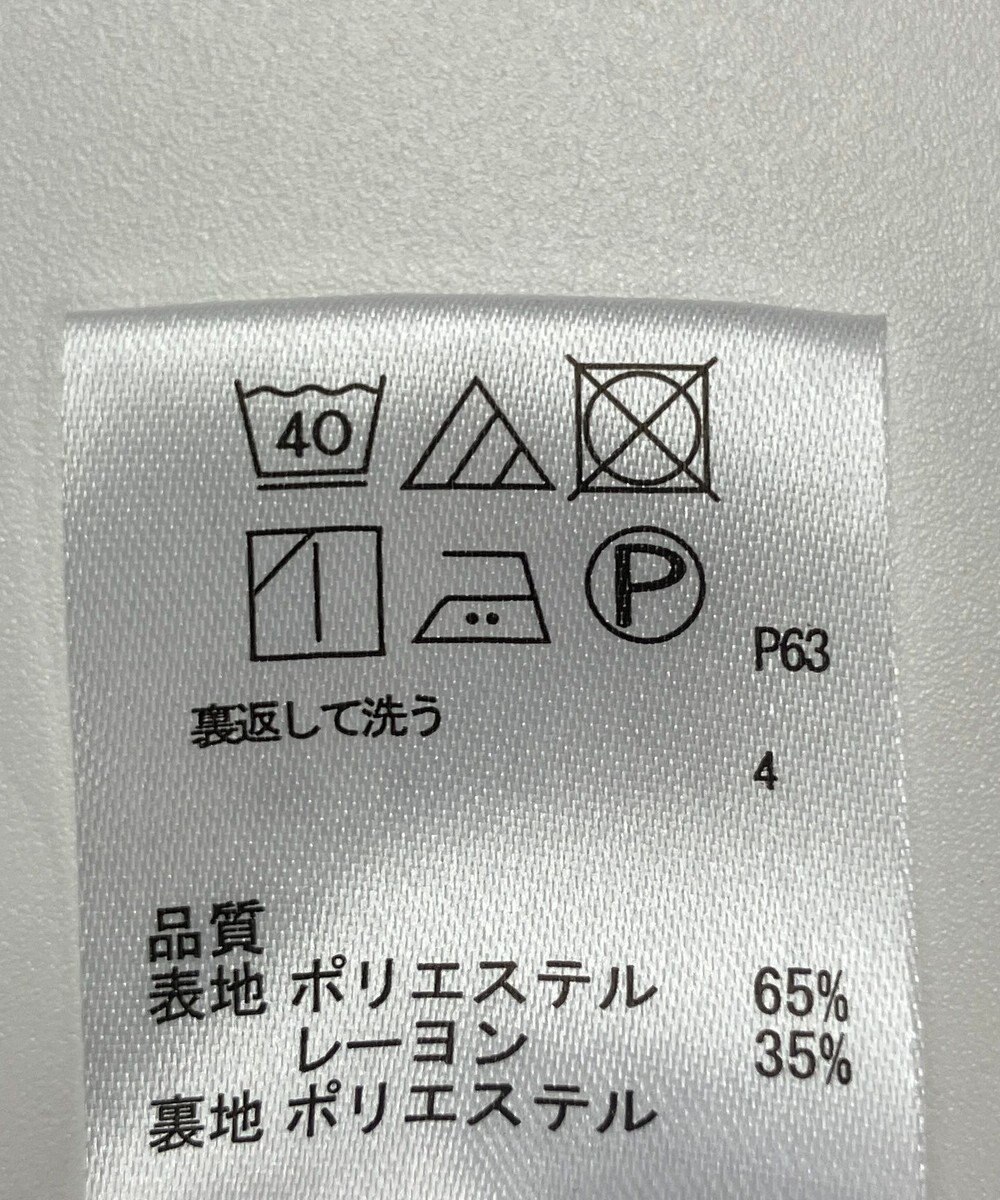 40
P
P63
裏返して洗う
4
品質
表地 ポリエステル 65%
レーヨン 35%
裏地 ポリエステル